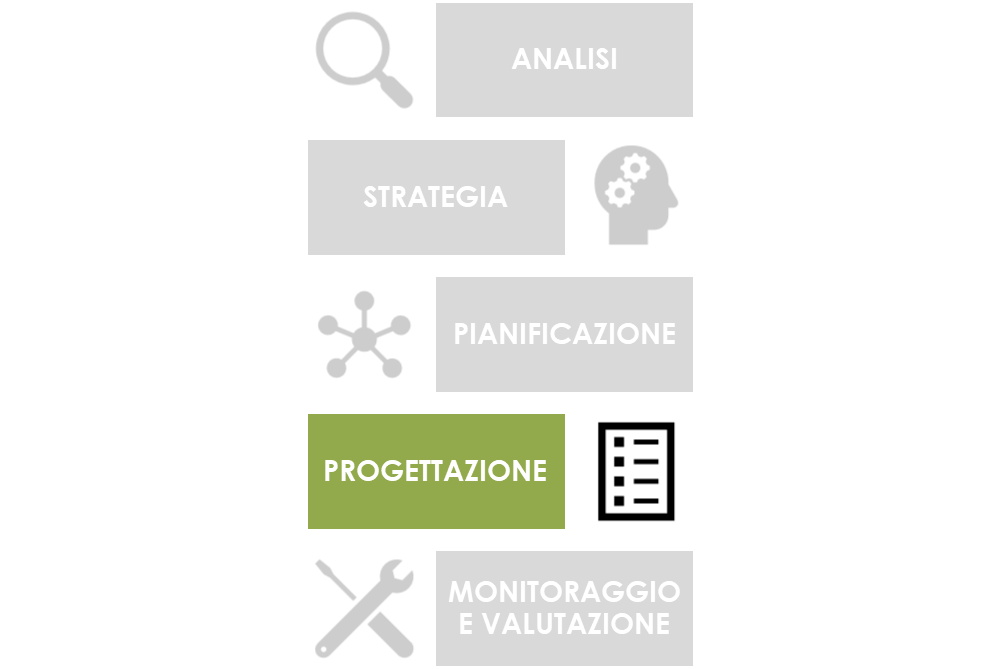 ANALISI
STRATEGIA
PIANIFICAZIONE
PROGETTAZIONE
MONITORAGGIO
E VALUTAZIONE